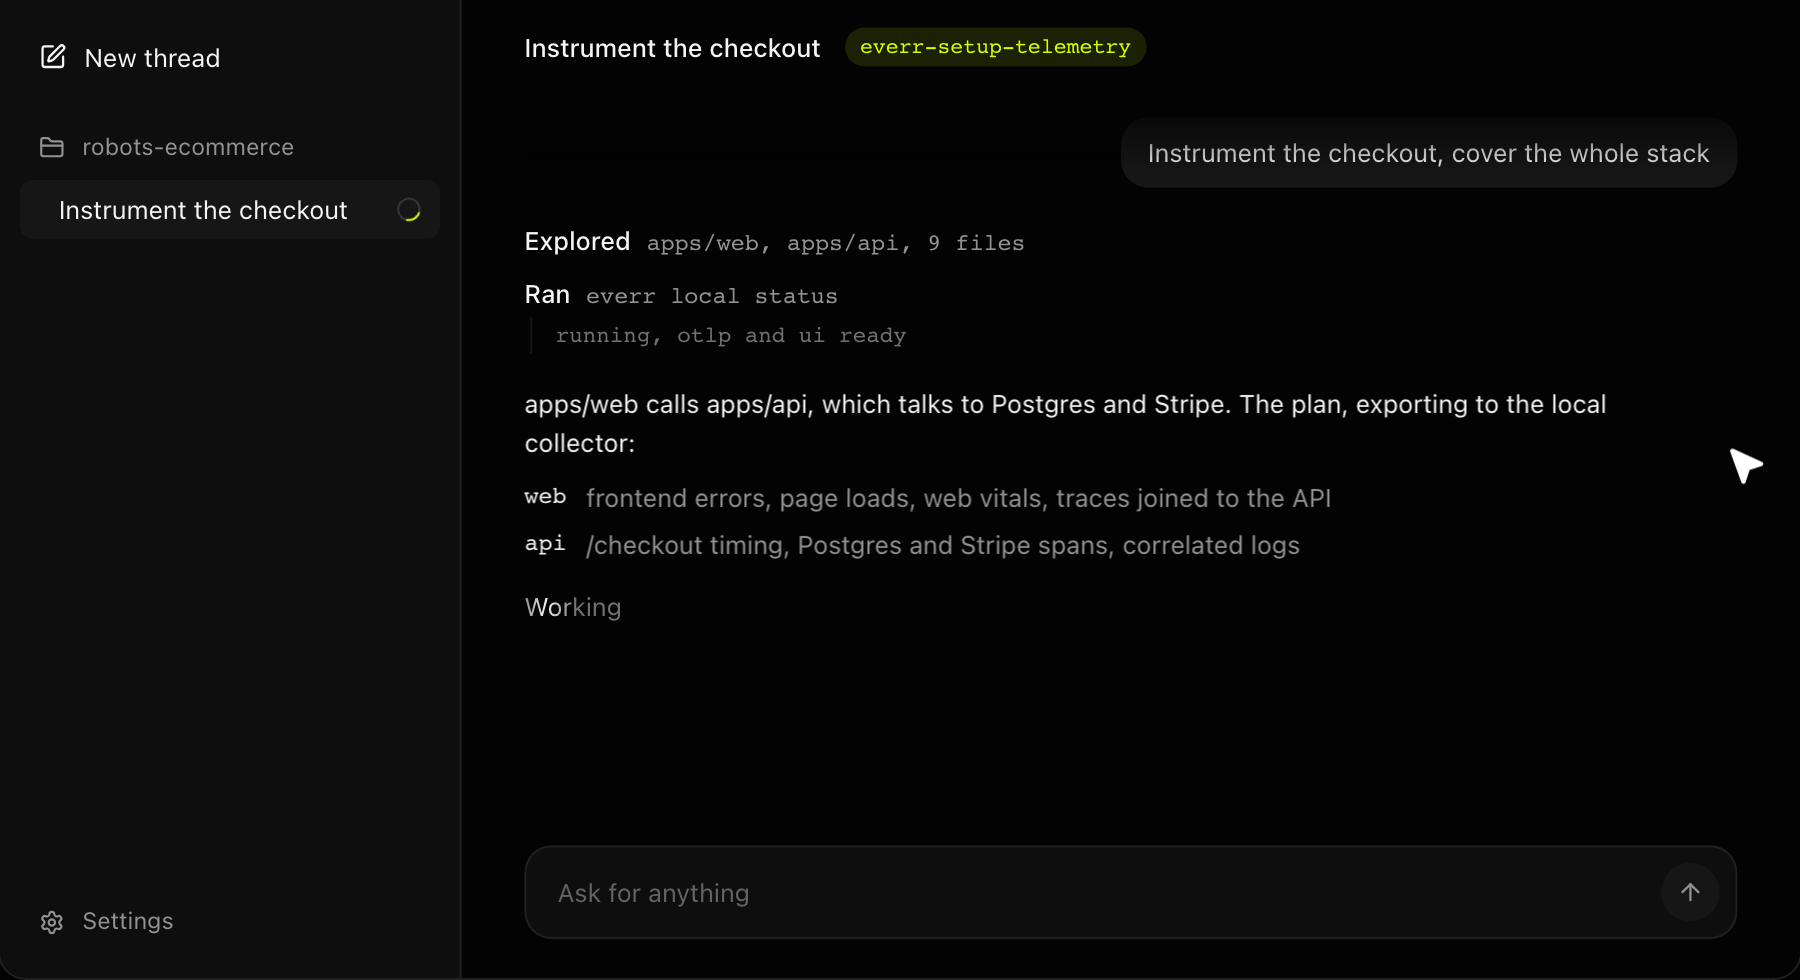 New thread
robots-ecommerce
Instrument the checkout
Settings
Instrument the checkout everr-setup-telemetry
Instrument the checkout, cover the whole stack
Explored apps/web, apps/api, 9 files
Ran everr local status
running, otlp and ui ready
apps/web calls apps/api, which talks to Postgres and Stripe. The plan, exporting to the local
collector:
web frontend errors, page loads, web vitals, traces joined to the API
api /checkout timing, Postgres and Stripe spans, correlated logs
Working
Ask for anything